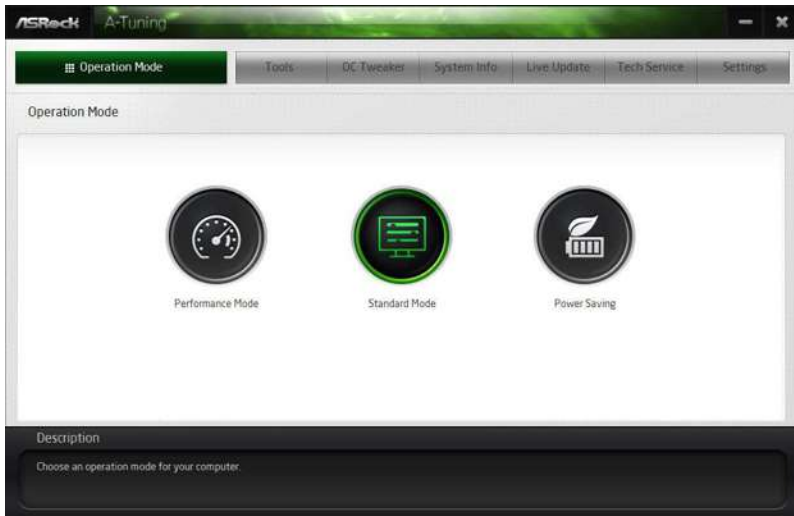 ASRock A-Tuning
Operation Mode Tools OC Tweaker System Info Live Update Tech Service Settings
Operation Mode
Performance Mode Standard Mode Power Saving
Description
Choose an operation mode for your computer.